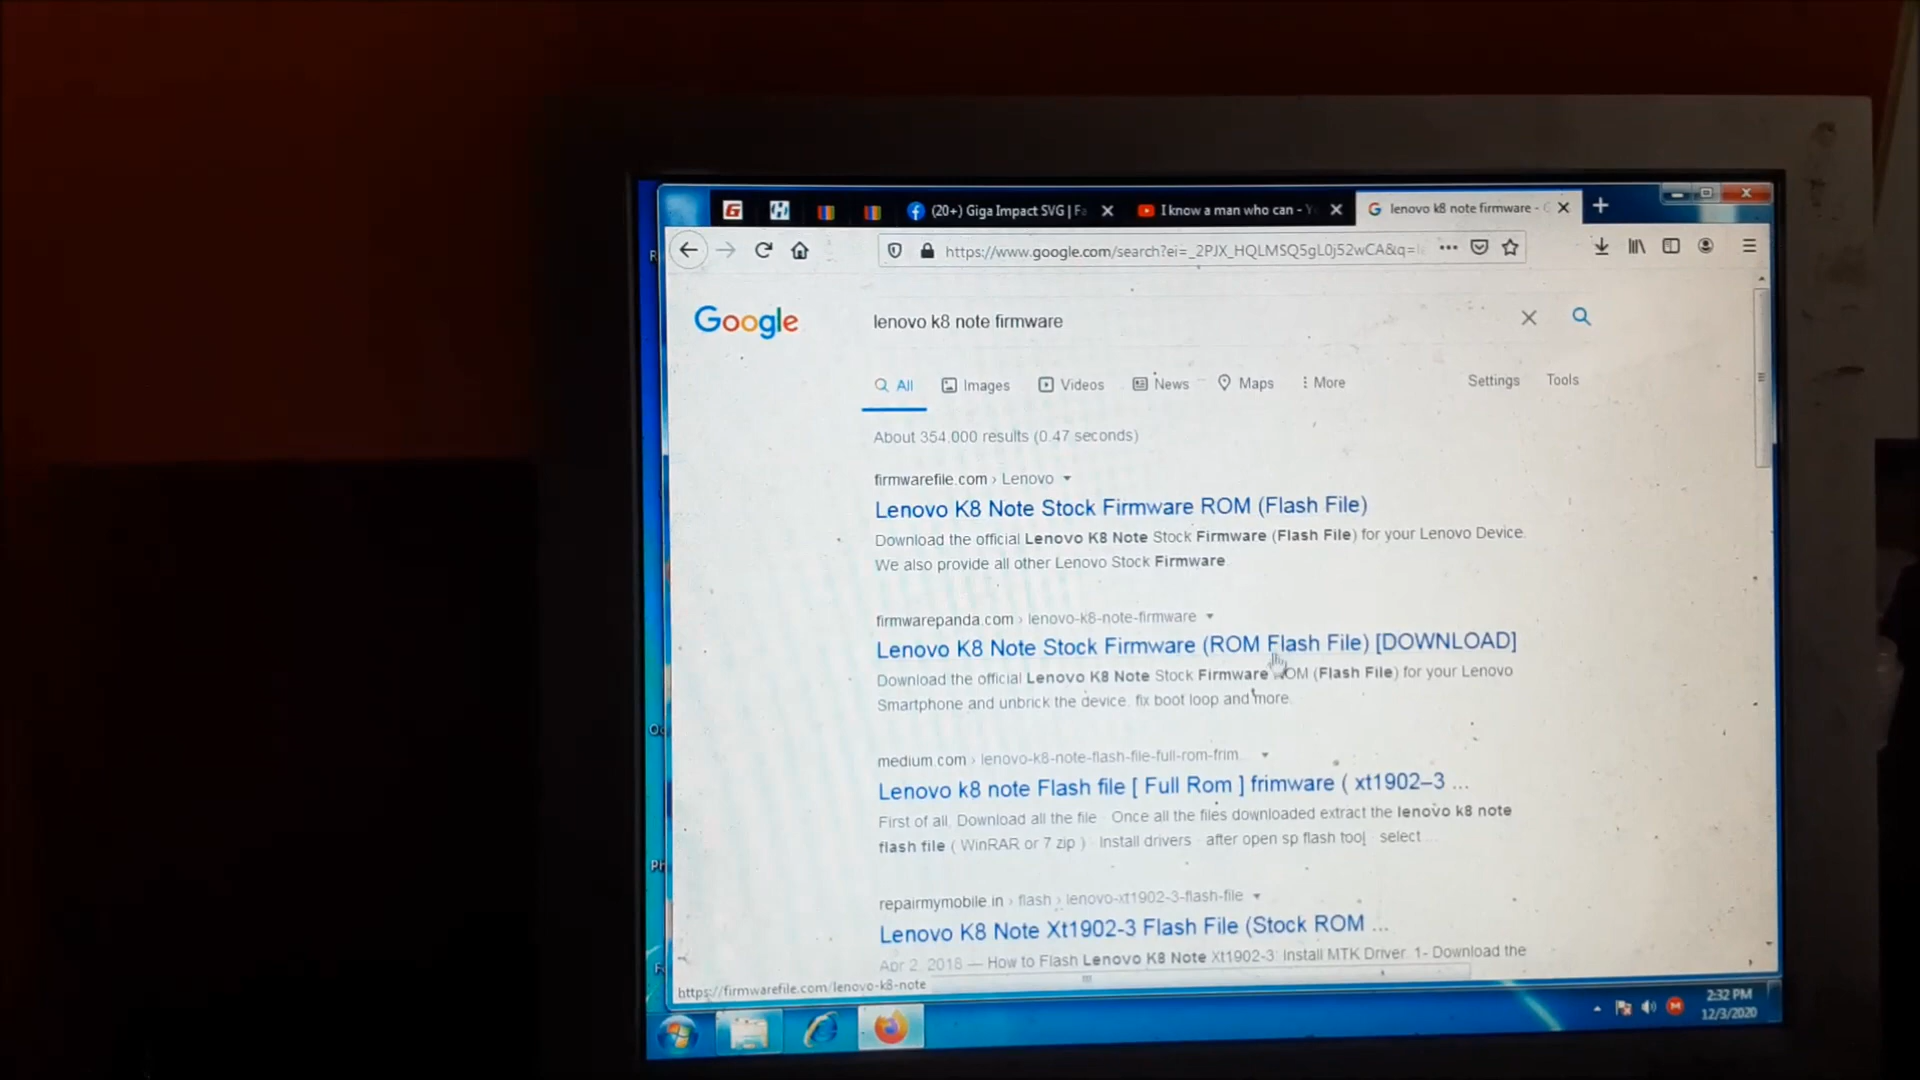 (20+) Giga Impact SVG | Fa
I know a man who can - Y
lenovo k8 note firmware - G
https://www.google.com/search?ei=_2PJX_HQLMSQ5gL0j52wCA&q=l
Google
lenovo k8 note firmware
All Images Videos News Maps More Settings Tools
About 354,000 results (0.47 seconds)
firmwarefile.com › Lenovo
Lenovo K8 Note Stock Firmware ROM (Flash File)
Download the official Lenovo K8 Note Stock Firmware (Flash File) for your Lenovo Device.
We also provide all other Lenovo Stock Firmware
firmwarepanda.com › lenovo-k8-note-firmware
Lenovo K8 Note Stock Firmware (ROM Flash File) [DOWNLOAD]
Download the official Lenovo K8 Note Stock Firmware ROM (Flash File) for your Lenovo
Smartphone and unbrick the device, fix boot loop and more.
medium.com › lenovo-k8-note-flash-file-full-rom-frim...
Lenovo k8 note Flash file [ Full Rom ] frimware ( xt1902–3 ...
First of all, Download all the file · Once all the files downloaded extract the lenovo k8 note
flash file ( WinRAR or 7 zip ) · Install drivers · after open sp flash tool · select ...
repairmymobile.in › flash › lenovo-xt1902-3-flash-file
Lenovo K8 Note Xt1902-3 Flash File (Stock ROM ...
Apr 2, 2018 — How to Flash Lenovo K8 Note Xt1902-3: Install MTK Driver. 1- Download the
https://firmwarefile.com/lenovo-k8-note
2:32 PM
12/3/2020